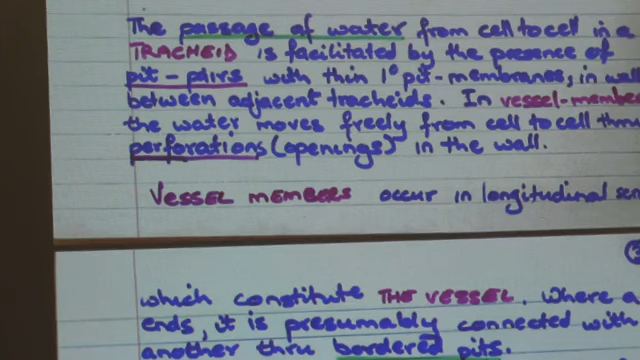 The passage of water from cell to cell in a
TRACHEID is facilitated by the presence of
pit-pairs with thin 1° pit-membranes, in wall
between adjacent tracheids. In vessel-membe
the water moves freely from cell to cell thru
perforations (openings) in the wall.
VESSEL MEMBERS occur in longitudinal ser
which constitute THE VESSEL. Where a
ends, it is presumably connected with
another thru bordered pits.